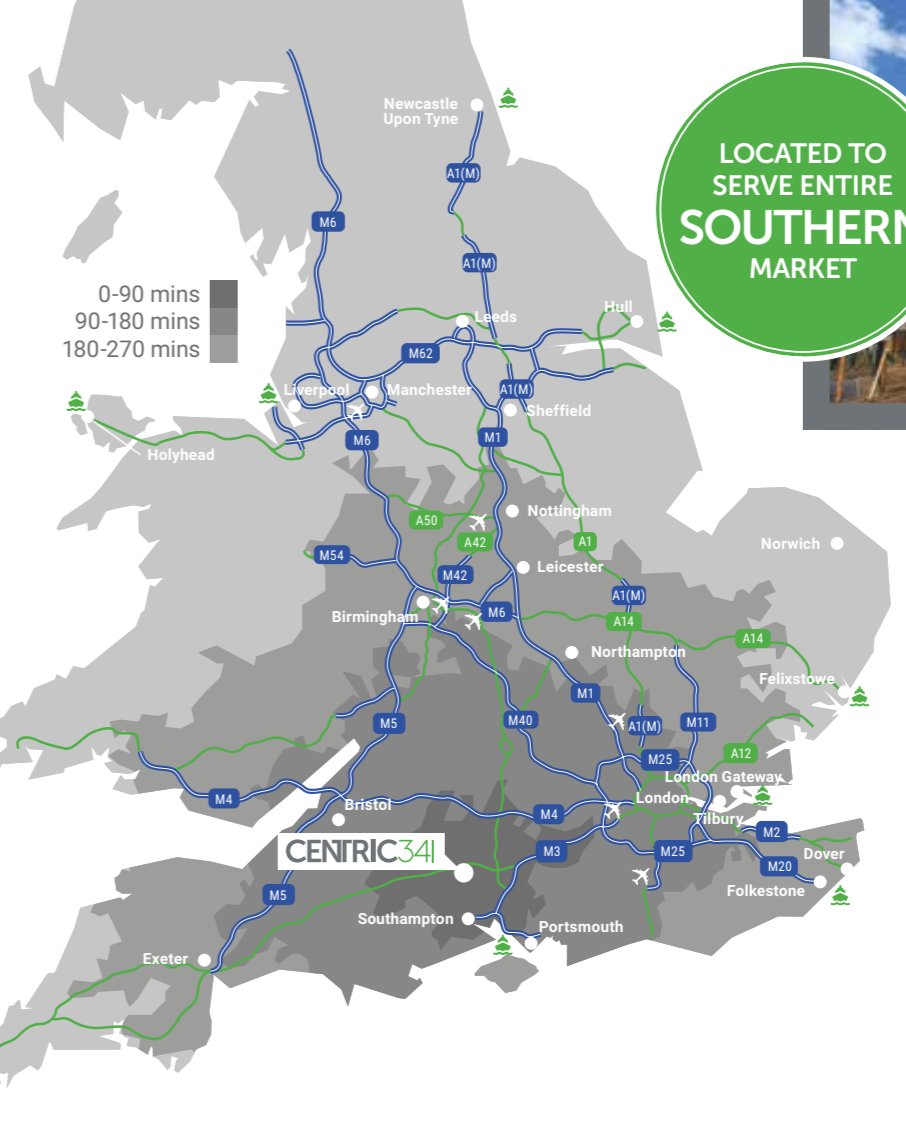 Newcastle
Upon Tyne
A1(M)
LOCATED TO
SERVE ENTIRE
SOUTHERN
MARKET
M6
A1(M)
0-90 mins
90-180 mins
180-270 mins
Hull
Leeds
M62
Liverpool
Manchester
A1(M)
Sheffield
M6
M1
Holyhead
Nottingham
A50
A42
A1
Norwich
M54
Leicester
M42
A1(M)
Birmingham
M6
A14
A14
Northampton
Felixstowe
M1
M5
M40
A1(M)
M11
A12
M25
London Gateway
M4
London
Bristol
M4
Tilbury
M2
CENTRIC341
M3
M25
Dover
M20
Folkestone
M5
Southampton
Portsmouth
Exeter